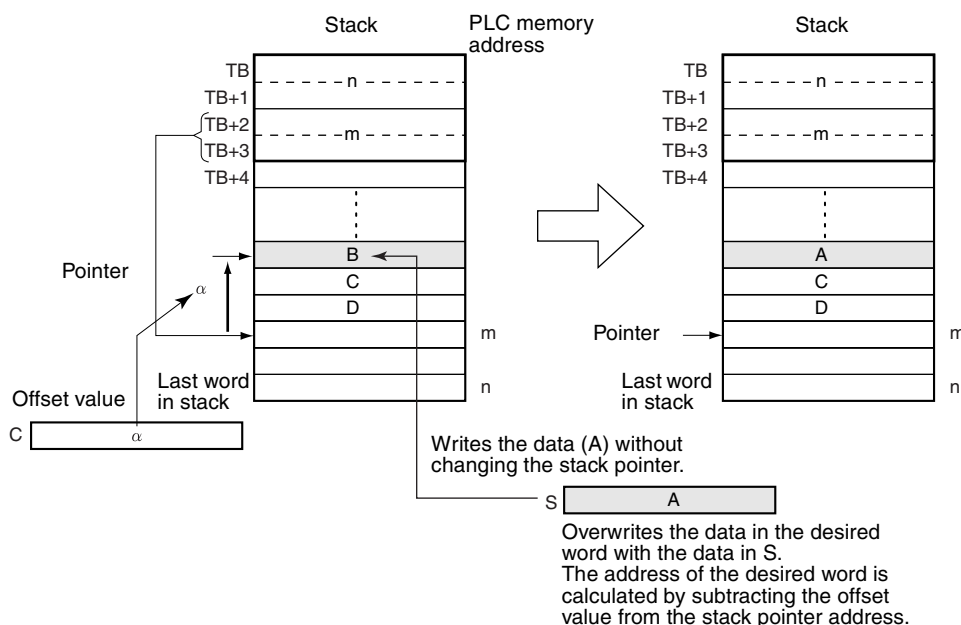 Stack
PLC memory
address
Stack
TB
n
TB+1
TB+2
m
TB+3
TB+4
B
C
D
Pointer
α
m
Last word
in stack
n
Offset value
C
α
TB
TB+1
TB+2
TB+3
TB+4
A
C
D
Pointer
m
Last word
in stack
n
Writes the data (A) without
changing the stack pointer.
S
A
Overwrites the data in the desired
word with the data in S.
The address of the desired word is
calculated by subtracting the offset
value from the stack pointer address.